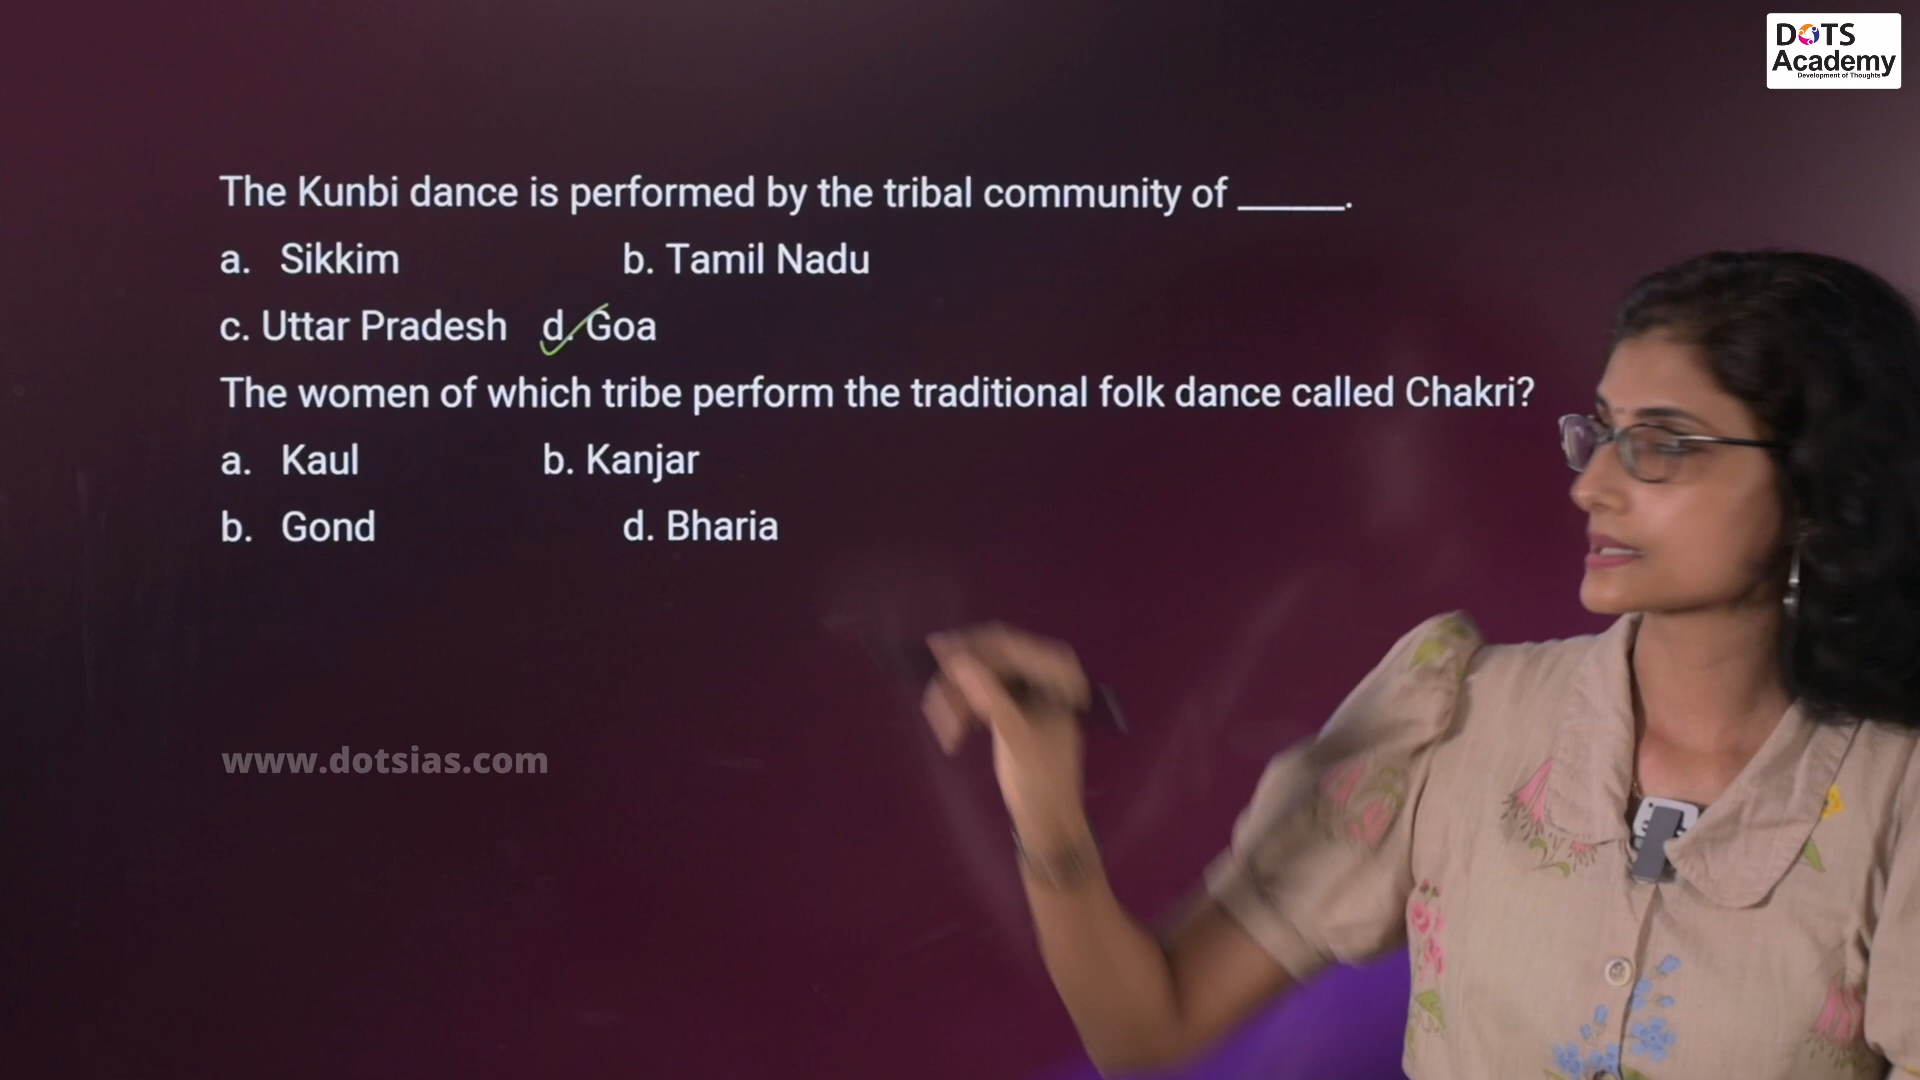 DOTS
Academy
Development of Thoughts
The Kunbi dance is performed by the tribal community of ______.
a. Sikkim b. Tamil Nadu
c. Uttar Pradesh d. Goa
The women of which tribe perform the traditional folk dance called Chakri?
a. Kaul b. Kanjar
b. Gond d. Bharia
www.dotsias.com